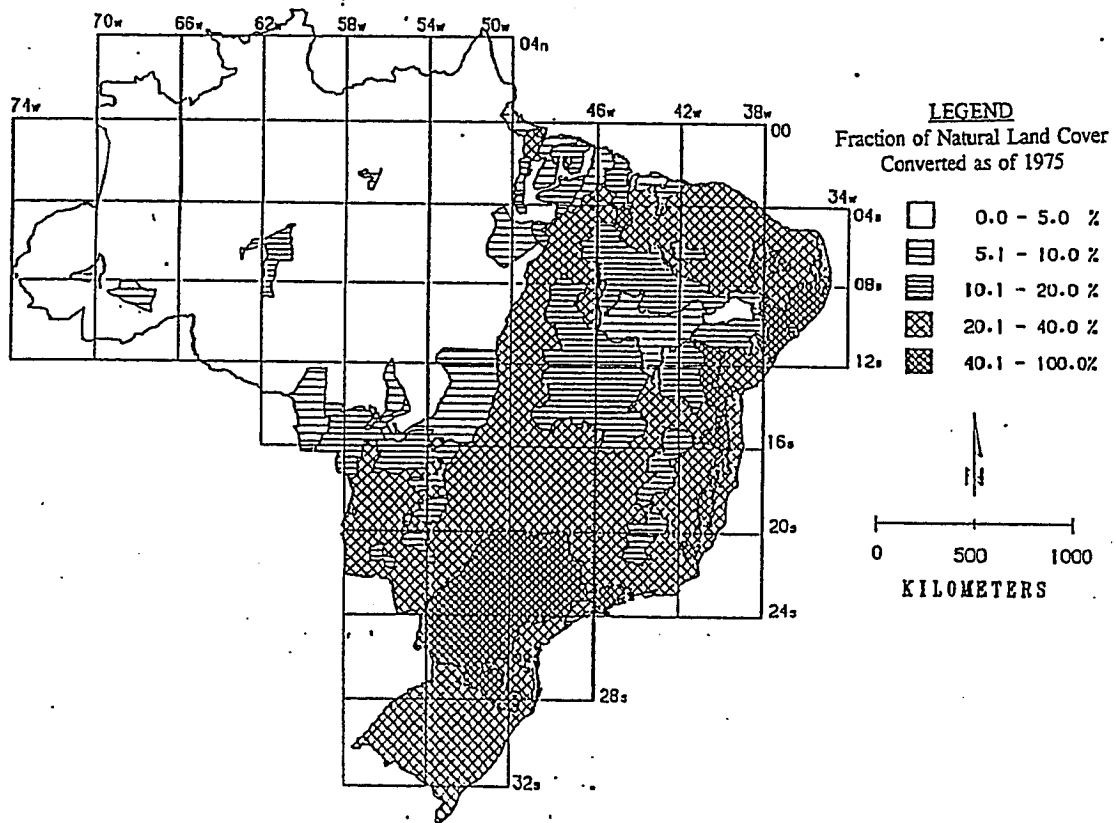 70w 66w 62w 58w 54w 50w
04n
74w
46w 42w 38w
00
34w
04s
08s
12s
16s
20s
24s
28s
32s
LEGEND
Fraction of Natural Land Cover
Converted as of 1975
0.0 - 5.0 %
5.1 - 10.0 %
10.1 - 20.0 %
20.1 - 40.0 %
40.1 - 100.0%
0 500 1000
KILOMETERS